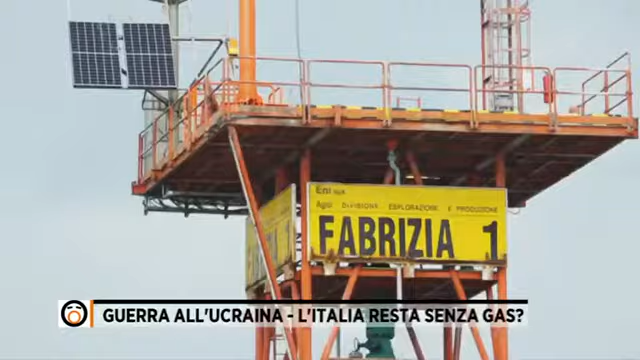 Eni S.p.A.
Agip DIVISIONE ESPLORAZIONE E PRODUZIONE
FABRIZIA 1
GUERRA ALL'UCRAINA - L'ITALIA RESTA SENZA GAS?